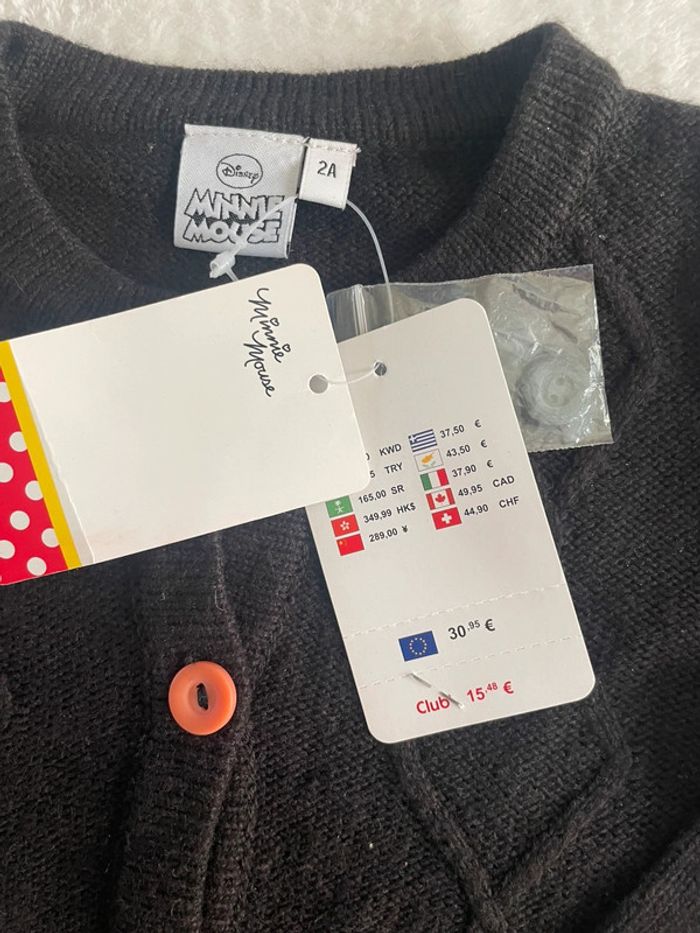 Disney
MINNIE
MOUSE
2A
Minnie
Mouse
KWD
TRY
165,00 SR
349,99 HK$
289,00 ¥
37,50 €
43,50 €
37,90 €
49,95 CAD
44,90 CHF
30,95 €
Club 15,48 €